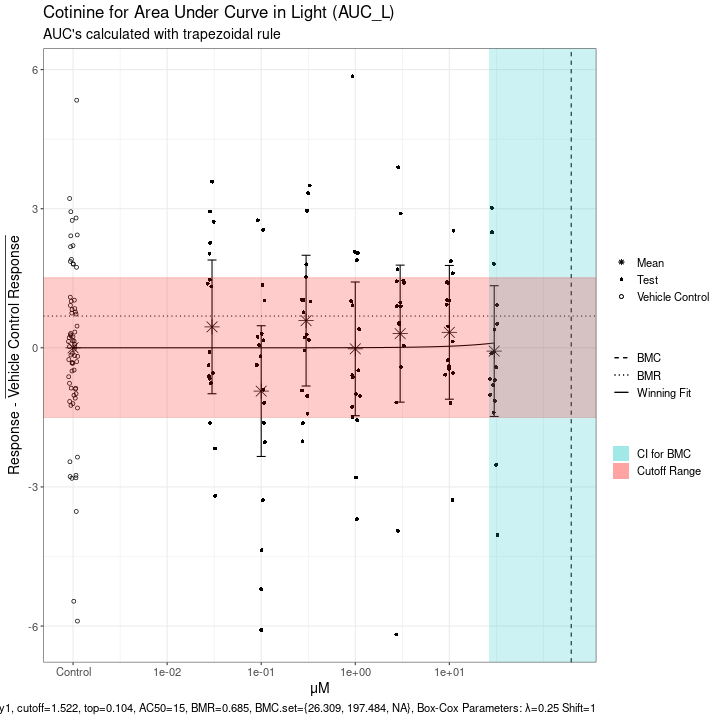 Cotinine for Area Under Curve in Light (AUC_L)
AUC's calculated with trapezoidal rule
Response - Vehicle Control Response
6
3
0
-3
-6
Control
1e-02
1e-01
1e+00
1e+01
μM
Mean
Test
Vehicle Control
BMC
BMR
Winning Fit
CI for BMC
Cutoff Range
y1, cutoff=1.522, top=0.104, AC50=15, BMR=0.685, BMC.set={26.309, 197.484, NA}, Box-Cox Parameters: λ=0.25 Shift=1